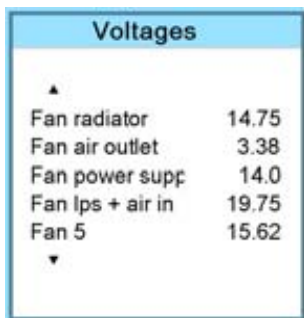 Voltages
Fan radiator 14.75
Fan air outlet 3.38
Fan power supp 14.0
Fan lps + air in 19.75
Fan 5 15.62